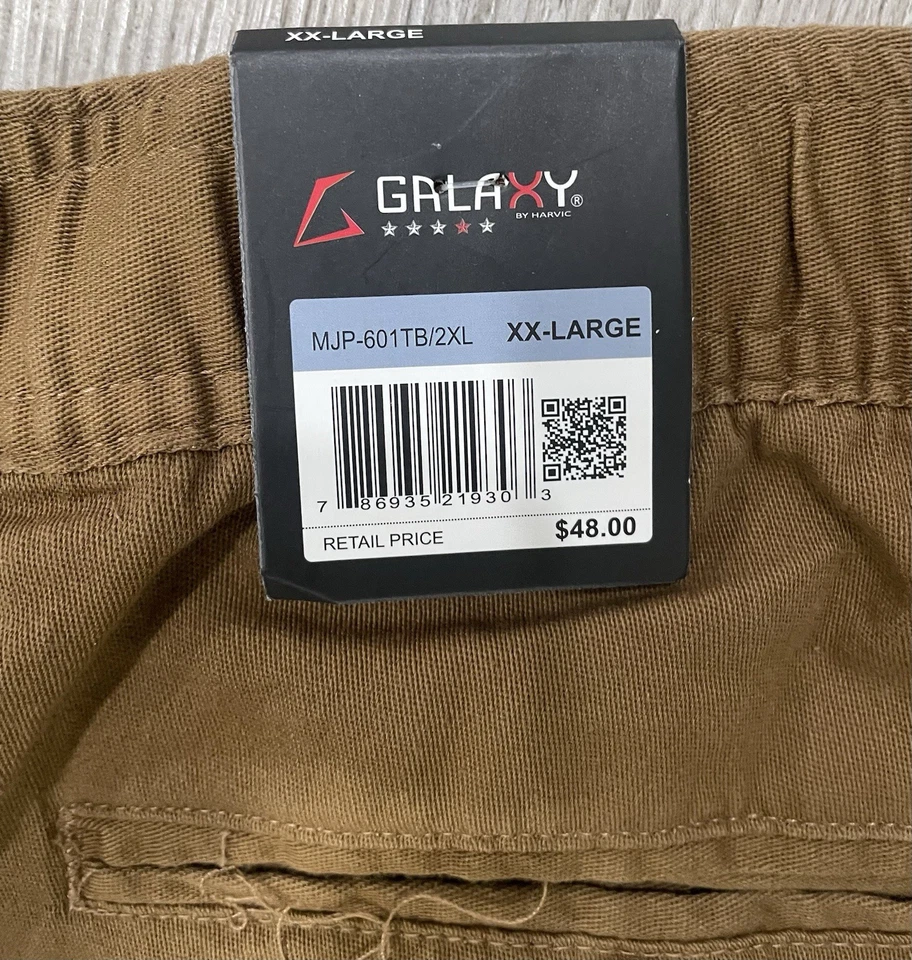 XX-LARGE
GALAXY®
BY HARVIC
MJP-601TB/2XL XX-LARGE
7 86935 21930 3
RETAIL PRICE $48.00